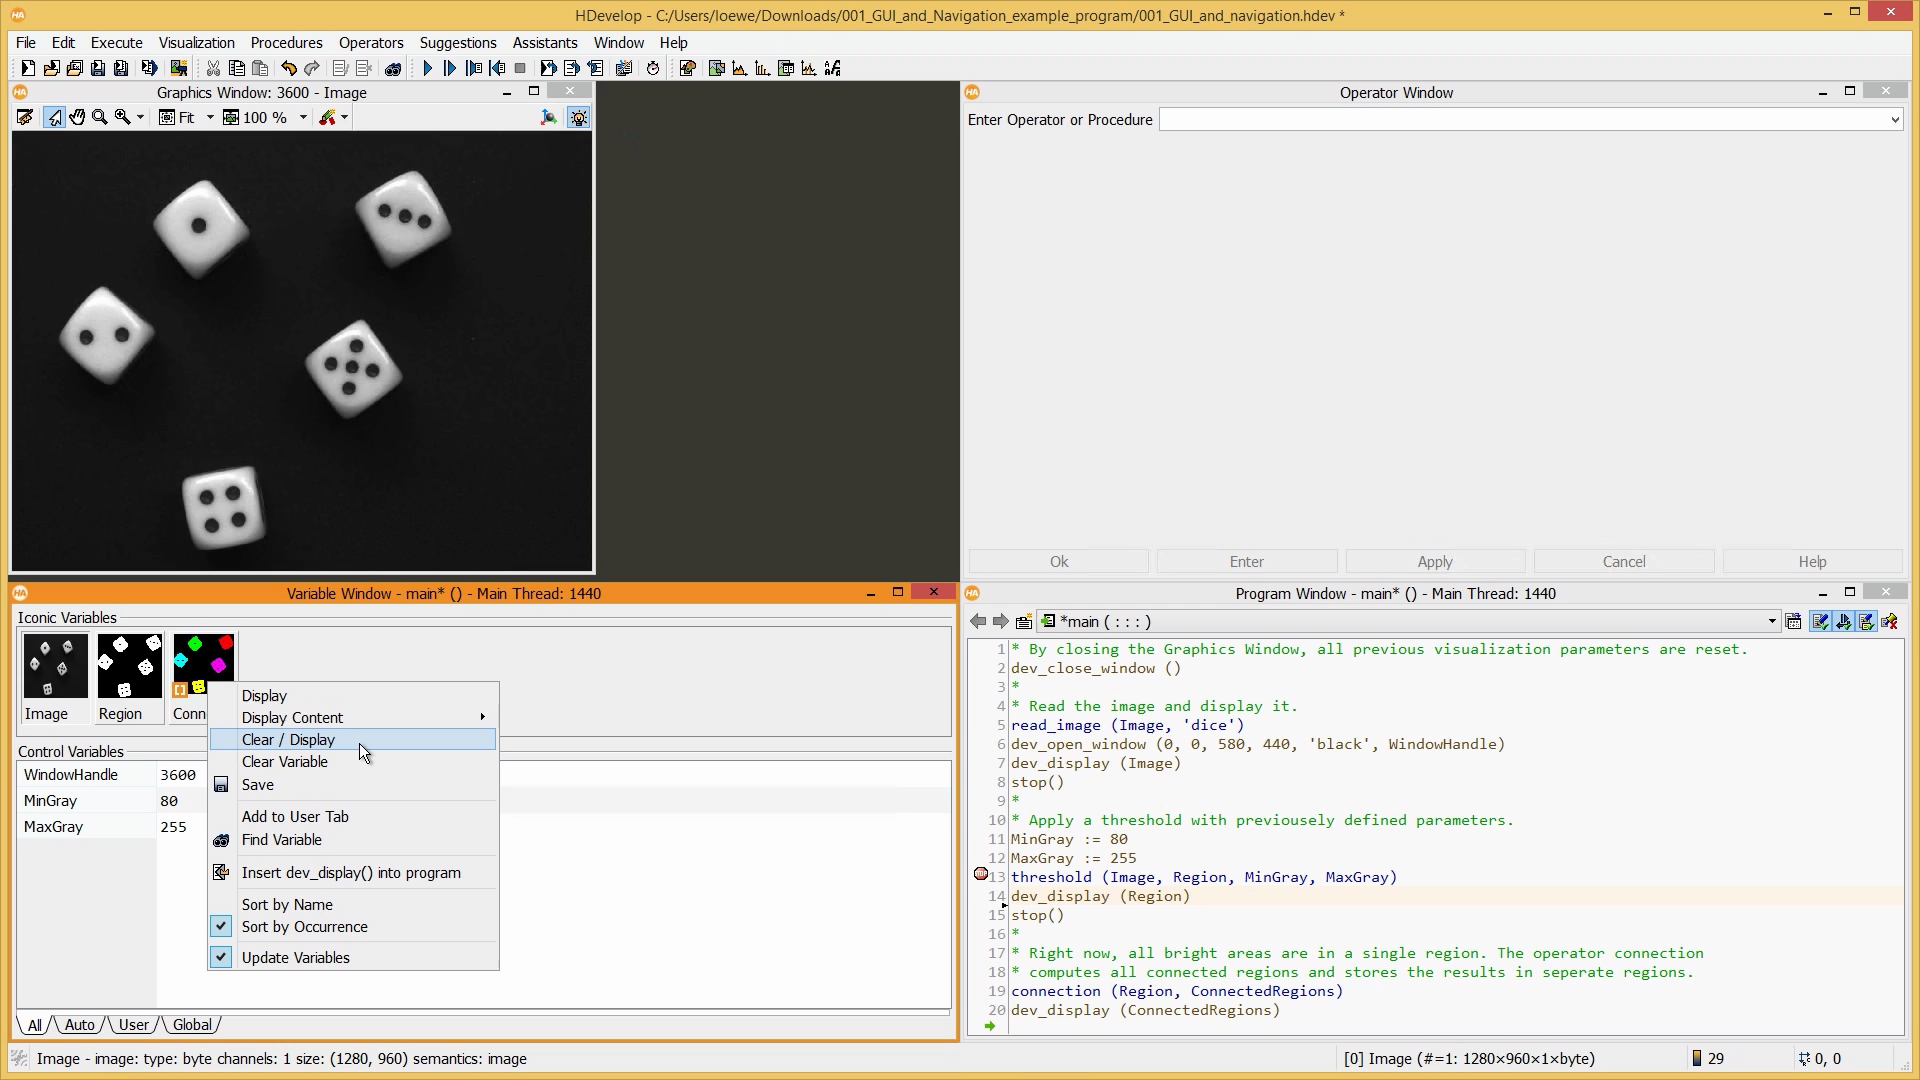 HDevelop - C:/Users/loewe/Downloads/001_GUI_and_Navigation_example_program/001_GUI_and_navigation.hdev *
File Edit Execute Visualization Procedures Operators Suggestions Assistants Window Help
Graphics Window: 3600 - Image
Fit 100 %
Operator Window
Enter Operator or Procedure
Ok Enter Apply Cancel Help
Variable Window - main* () - Main Thread: 1440
Iconic Variables
Image Region Conn
Control Variables
WindowHandle 3600
MinGray 80
MaxGray 255
Display
Display Content
Clear / Display
Clear Variable
Save
Add to User Tab
Find Variable
Insert dev_display() into program
Sort by Name
Sort by Occurrence
Update Variables
All Auto User Global
Program Window - main* () - Main Thread: 1440
*main ( : : : )
1 * By closing the Graphics Window, all previous visualization parameters are reset.
2 dev_close_window ()
3 *
4 * Read the image and display it.
5 read_image (Image, 'dice')
6 dev_open_window (0, 0, 580, 440, 'black', WindowHandle)
7 dev_display (Image)
8 stop()
9 *
10 * Apply a threshold with previousely defined parameters.
11 MinGray := 80
12 MaxGray := 255
13 threshold (Image, Region, MinGray, MaxGray)
14 dev_display (Region)
15 stop()
16 *
17 * Right now, all bright areas are in a single region. The operator connection
18 * computes all connected regions and stores the results in seperate regions.
19 connection (Region, ConnectedRegions)
20 dev_display (ConnectedRegions)
Image - image: type: byte channels: 1 size: (1280, 960) semantics: image
[0] Image (#=1: 1280×960×1×byte) 29 0, 0